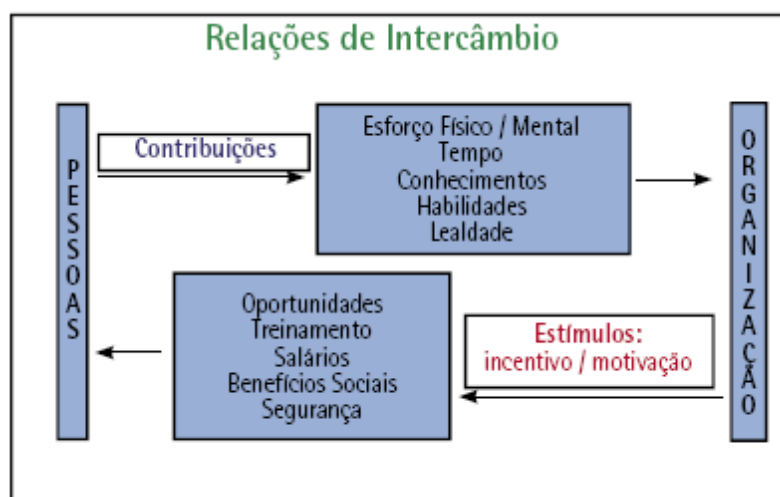 Relações de Intercâmbio
PESSOAS
Contribuições
Esforço Físico / Mental
Tempo
Conhecimentos
Habilidades
Lealdade
ORGANIZAÇÃO
Oportunidades
Treinamento
Salários
Benefícios Sociais
Segurança
Estímulos:
incentivo / motivação